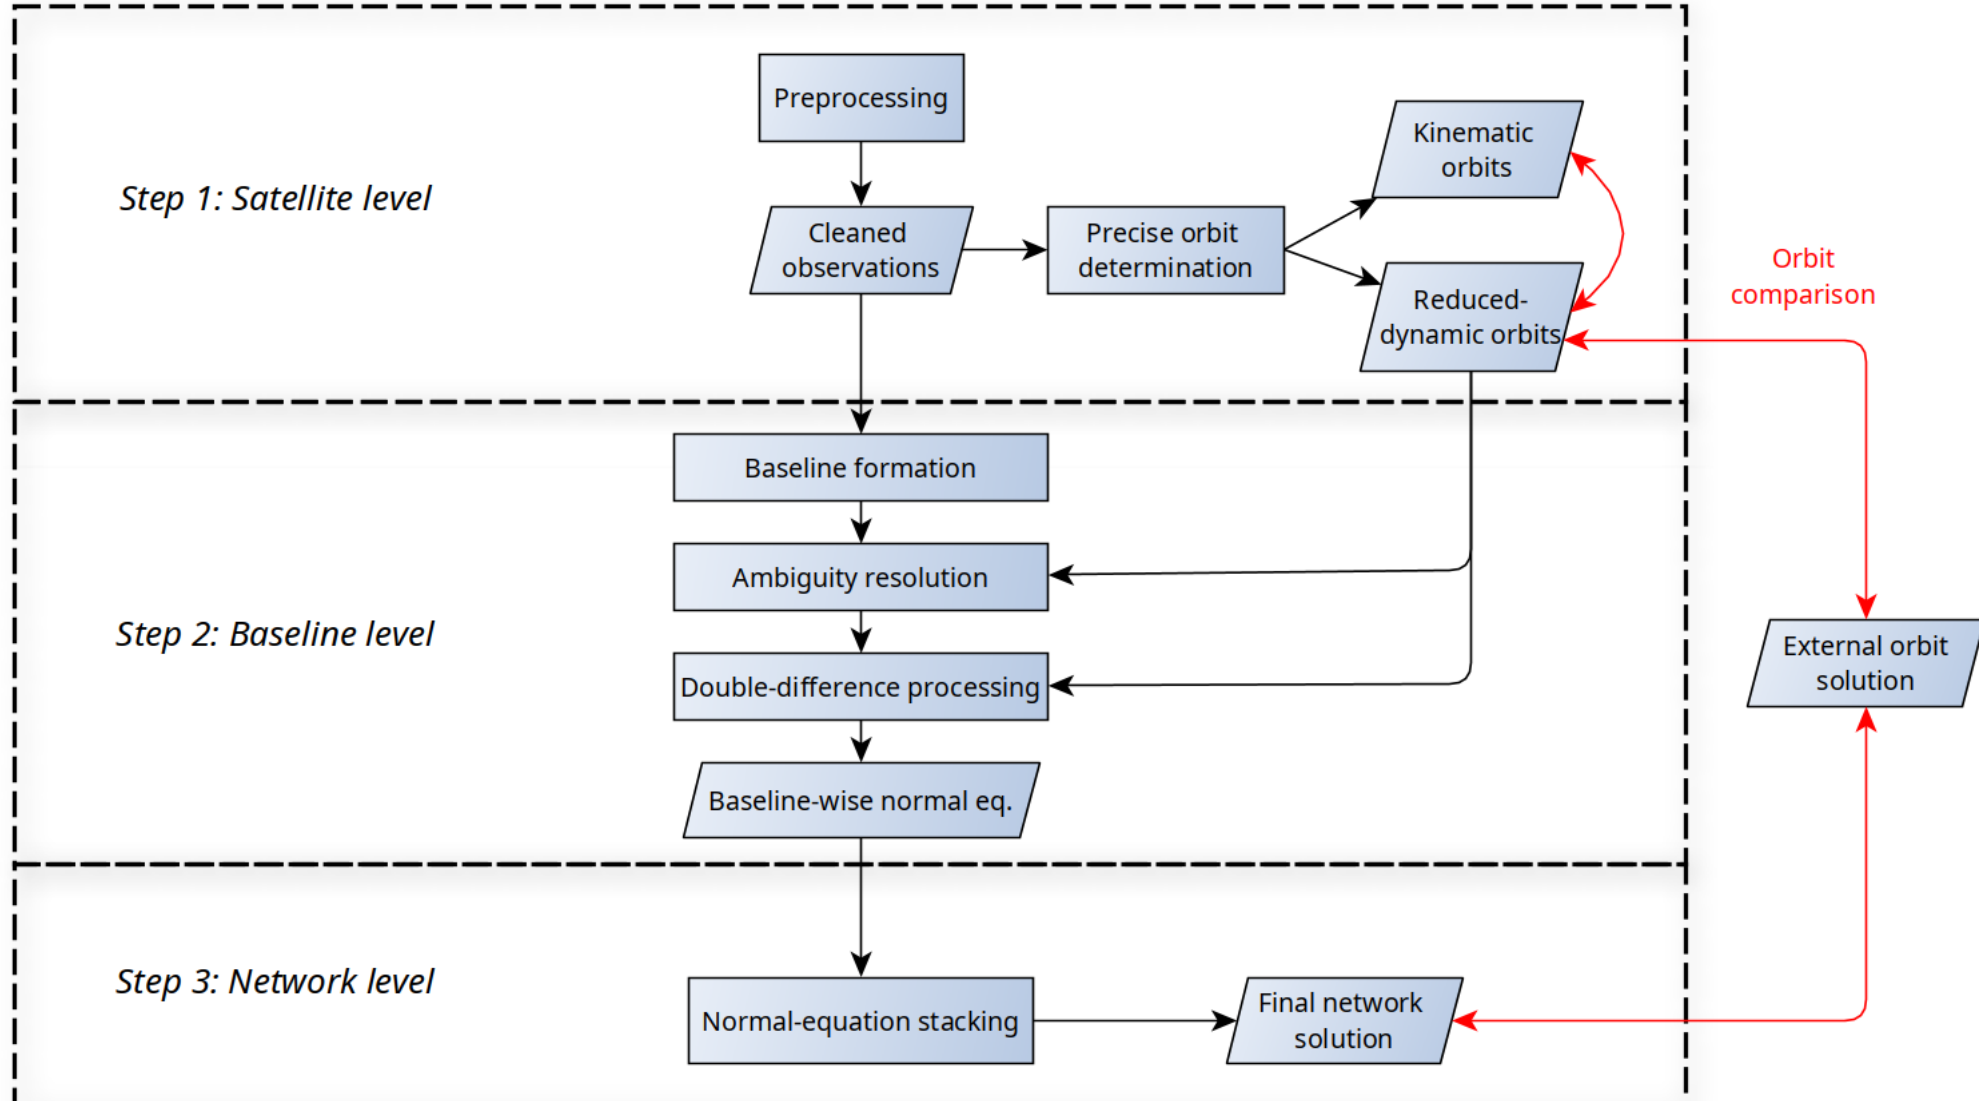 Preprocessing
Step 1: Satellite level
Cleaned
observations
Precise orbit
determination
Kinematic
orbits
Reduced-
dynamic orbits
Orbit
comparison
Baseline formation
Ambiguity resolution
Step 2: Baseline level
Double-difference processing
Baseline-wise normal eq.
External orbit
solution
Step 3: Network level
Normal-equation stacking
Final network
solution